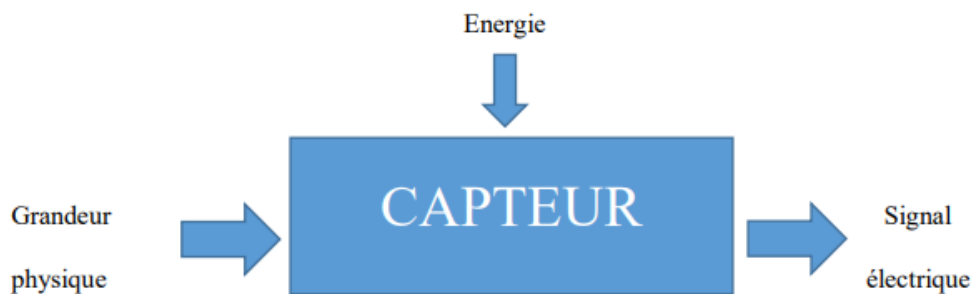 Energie
CAPTEUR
Grandeur
physique
Signal
électrique